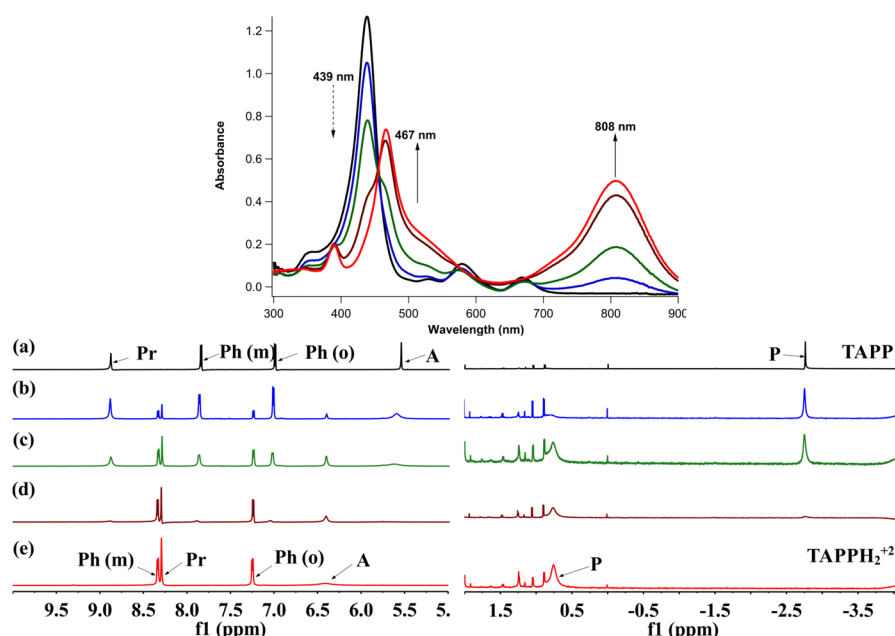 1.2
1.0
0.8
0.6
0.4
0.2
0.0
Absorbance
439 nm
467 nm
808 nm
300 400 500 600 700 800 900
Wavelength (nm)
(a) Pr Ph (m) Ph (o) A P TAPP
(b)
(c)
(d)
(e) Ph (m) Pr Ph (o) A P TAPPH₂⁺²
9.5 9.0 8.5 8.0 7.5 7.0 6.5 6.0 5.5 5.0
1.5 0.5 -0.5 -1.5 -2.5 -3.5
f1 (ppm) f1 (ppm)